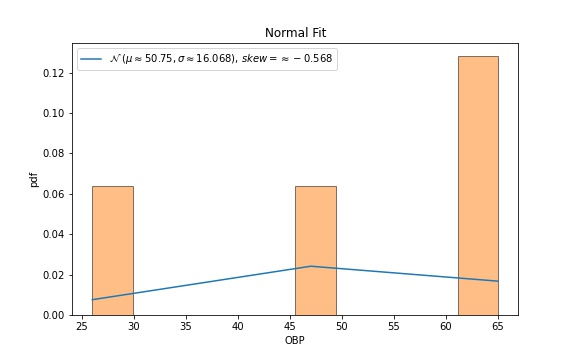 Normal Fit
𝒩(μ ≈ 50.75, σ ≈ 16.068), skew = ≈ − 0.568
0.12
0.10
0.08
0.06
0.04
0.02
0.00
pdf
25 30 35 40 45 50 55 60 65
OBP